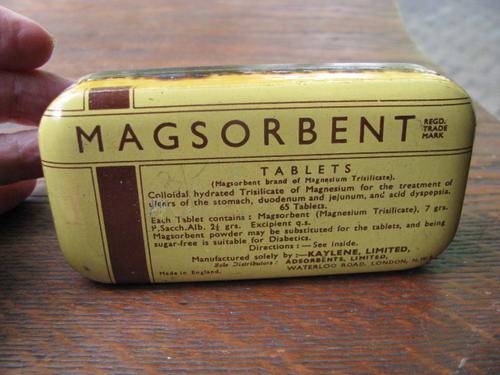 MAGSORBENT REGD. TRADE MARK
TABLETS
(Magsorbent brand of Magnesium Trisilicate).
Colloidal hydrated Trisilicate of Magnesium for the treatment of
ulcers of the stomach, duodenum and jejunum, and acid dyspepsia.
65 Tablets.
Each Tablet contains : Magsorbent (Magnesium Trisilicate), 7 grs.
P.Sacch.Alb. 2½ grs. Excipient q.s.
Magsorbent powder may be substituted for the tablets, and being
sugar-free is suitable for Diabetics.
Directions : — See inside.
Manufactured solely by :—KAYLENE, LIMITED,
Sole Distributors : ADSORBENTS, LIMITED,
WATERLOO ROAD, LONDON, N.W.
Made in England.